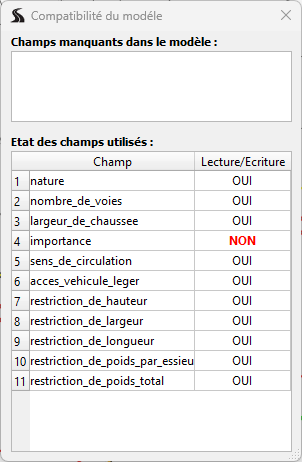 Compatibilité du modéle
Champs manquants dans le modèle :
Etat des champs utilisés :
Champ Lecture/Ecriture
1 nature OUI
2 nombre_de_voies OUI
3 largeur_de_chaussee OUI
4 importance NON
5 sens_de_circulation OUI
6 acces_vehicule_leger OUI
7 restriction_de_hauteur OUI
8 restriction_de_largeur OUI
9 restriction_de_longueur OUI
10 restriction_de_poids_par_essieu OUI
11 restriction_de_poids_total OUI